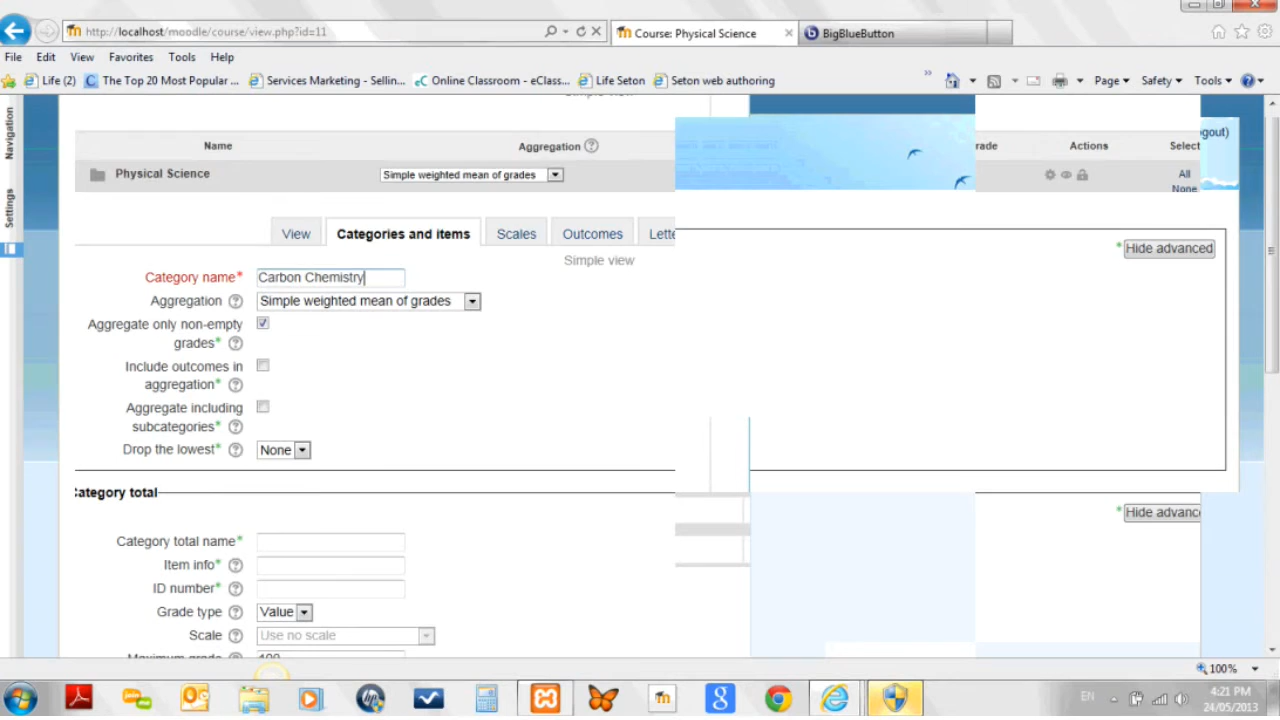 http://localhost/moodle/course/view.php?id=11
Course: Physical Science
BigBlueButton
File Edit View Favorites Tools Help
Life (2) The Top 20 Most Popular ... Services Marketing - Sellin... Online Classroom - eClass... Life Seton Seton web authoring
Page Safety Tools
Navigation
Settings
Name Aggregation rade Actions Select
gout)
Physical Science Simple weighted mean of grades All
None
View Categories and items Scales Outcomes Lette
Simple view
* Hide advanced
Category name* Carbon Chemistry
Aggregation Simple weighted mean of grades
Aggregate only non-empty
grades*
Include outcomes in
aggregation*
Aggregate including
subcategories*
Drop the lowest* None
Category total
* Hide advanc
Category total name*
Item info*
ID number*
Grade type Value
Scale Use no scale
Maximum grade 100
100%
EN
4:21 PM
24/05/2013